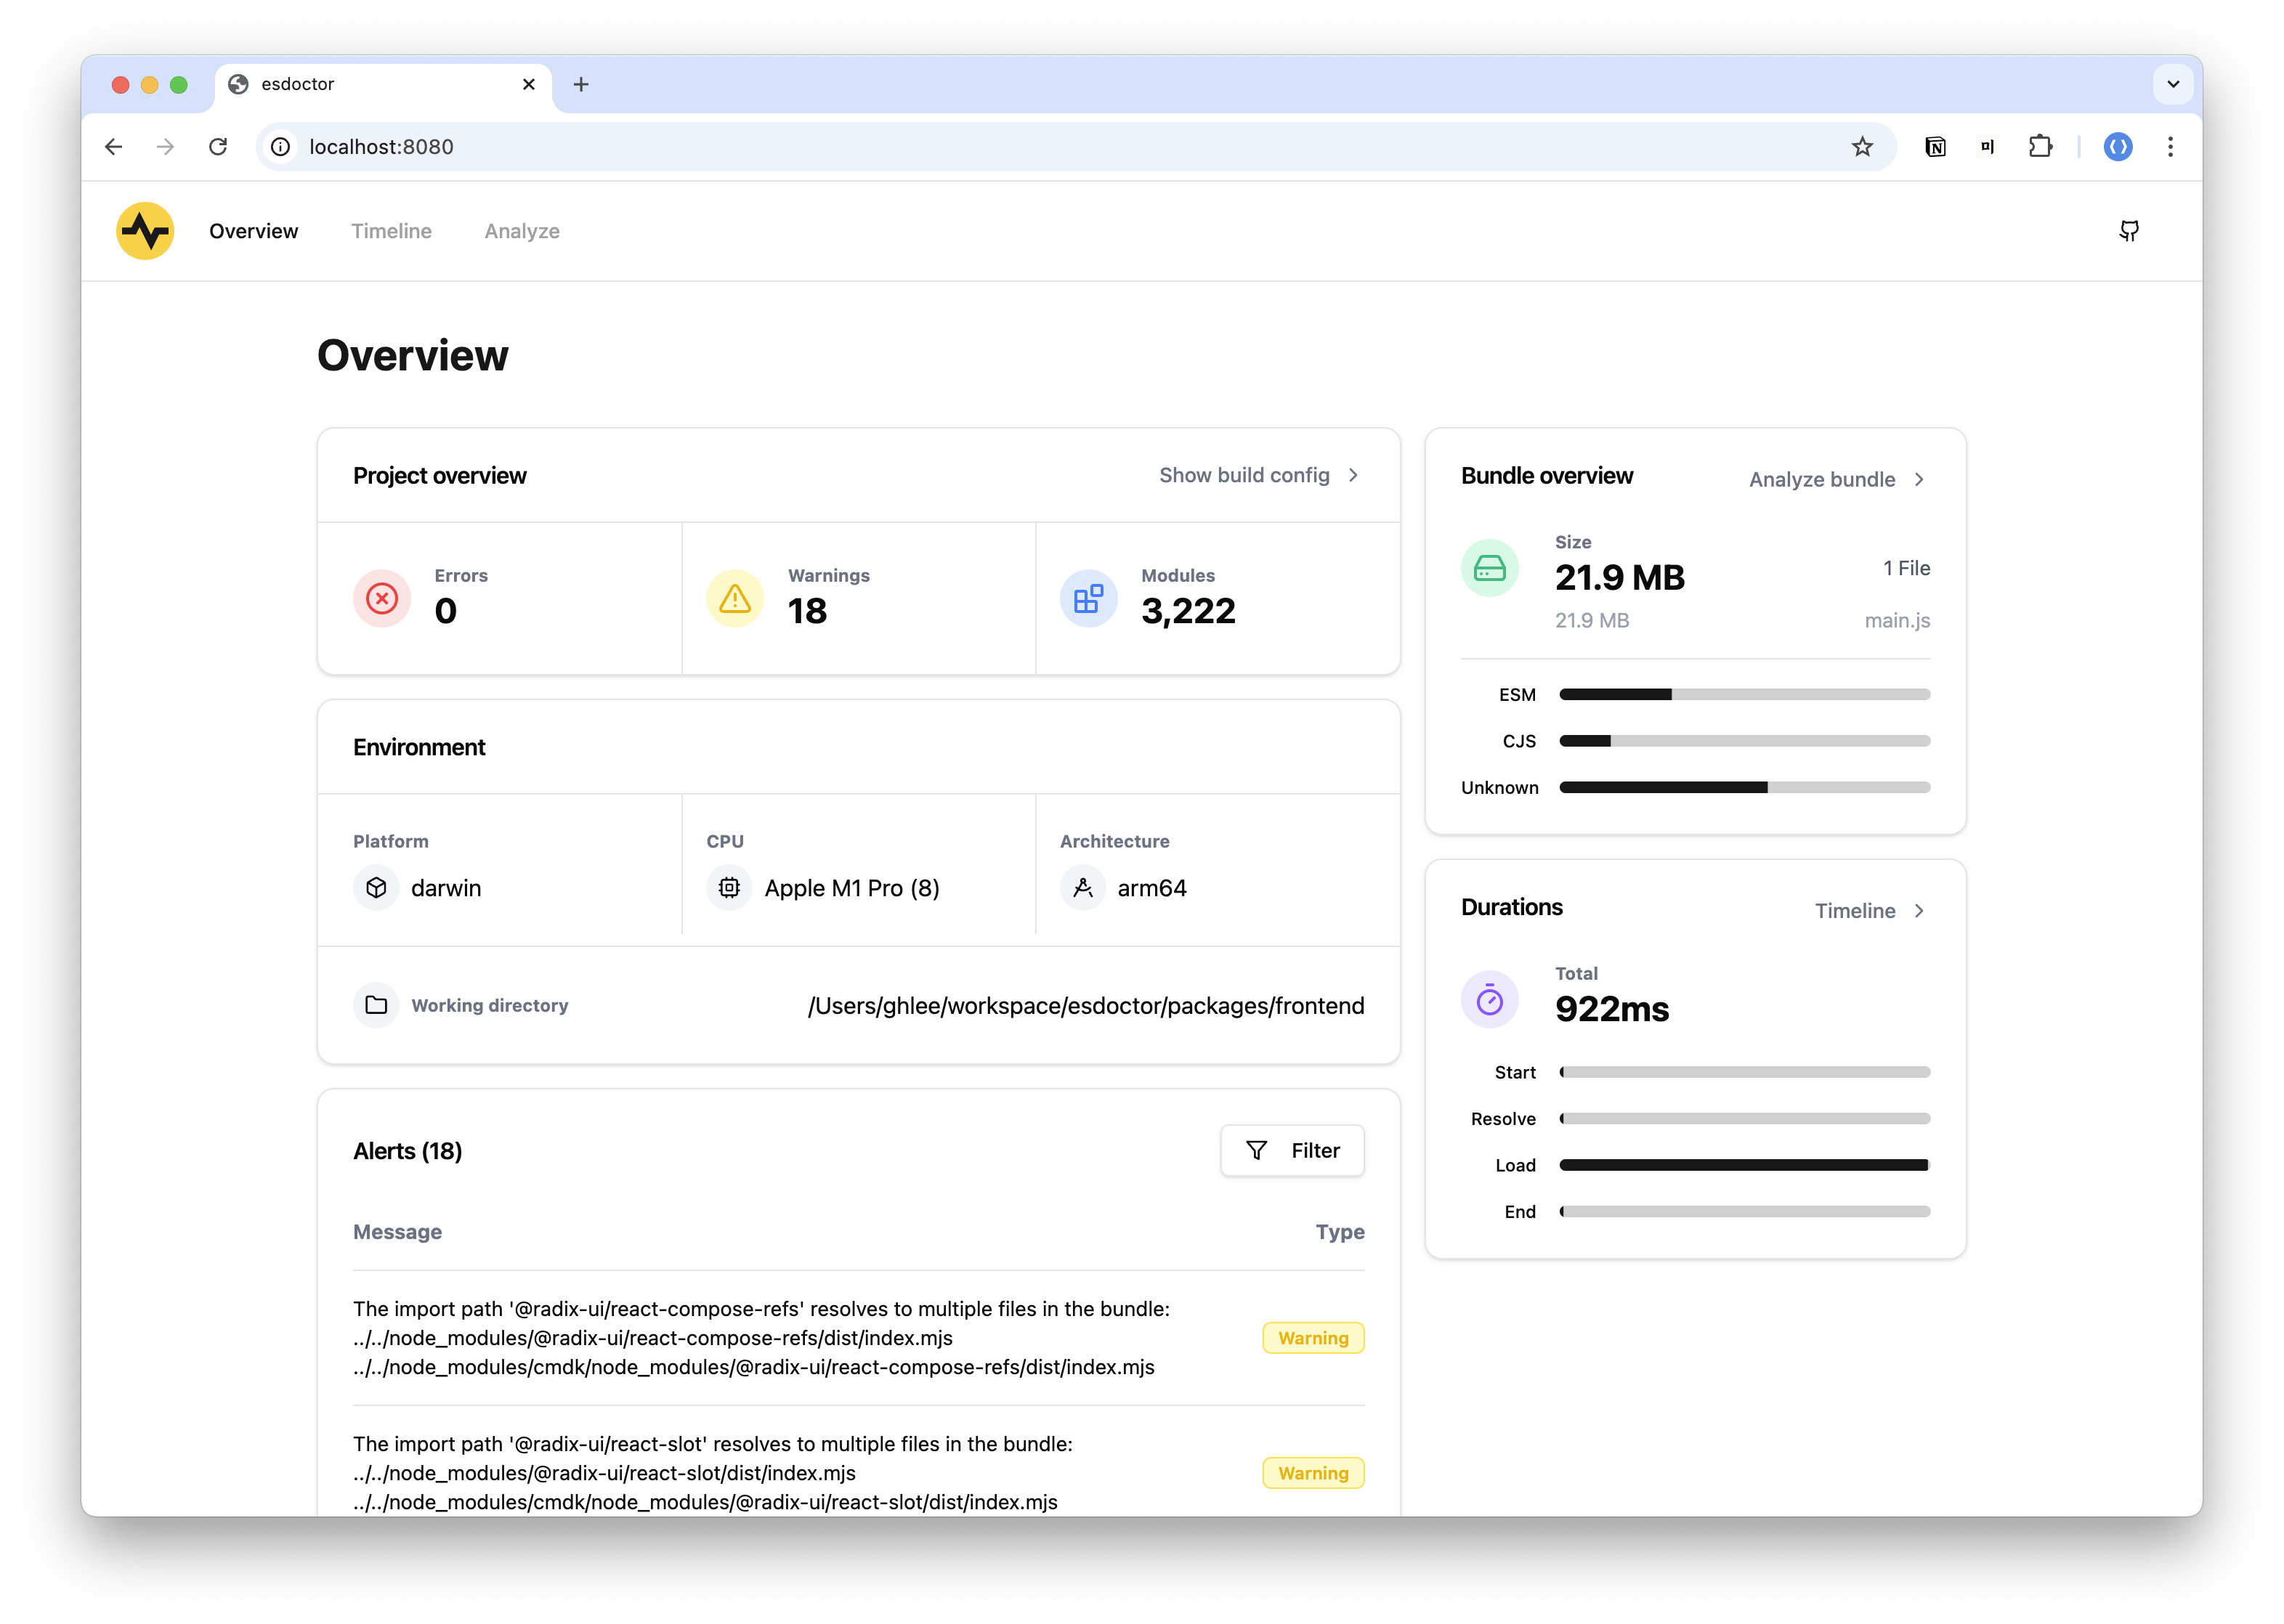 esdoctor
localhost:8080
Overview
Timeline
Analyze
Overview
Project overview
Show build config
Errors
0
Warnings
18
Modules
3,222
Environment
Platform
darwin
CPU
Apple M1 Pro (8)
Architecture
arm64
Working directory
/Users/ghlee/workspace/esdoctor/packages/frontend
Alerts (18)
Filter
Message
Type
The import path '@radix-ui/react-compose-refs' resolves to multiple files in the bundle:
../../node_modules/@radix-ui/react-compose-refs/dist/index.mjs
../../node_modules/cmdk/node_modules/@radix-ui/react-compose-refs/dist/index.mjs
Warning
The import path '@radix-ui/react-slot' resolves to multiple files in the bundle:
../../node_modules/@radix-ui/react-slot/dist/index.mjs
../../node_modules/cmdk/node_modules/@radix-ui/react-slot/dist/index.mjs
Warning
Bundle overview
Analyze bundle
Size
21.9 MB
1 File
21.9 MB
main.js
ESM
CJS
Unknown
Durations
Timeline
Total
922ms
Start
Resolve
Load
End